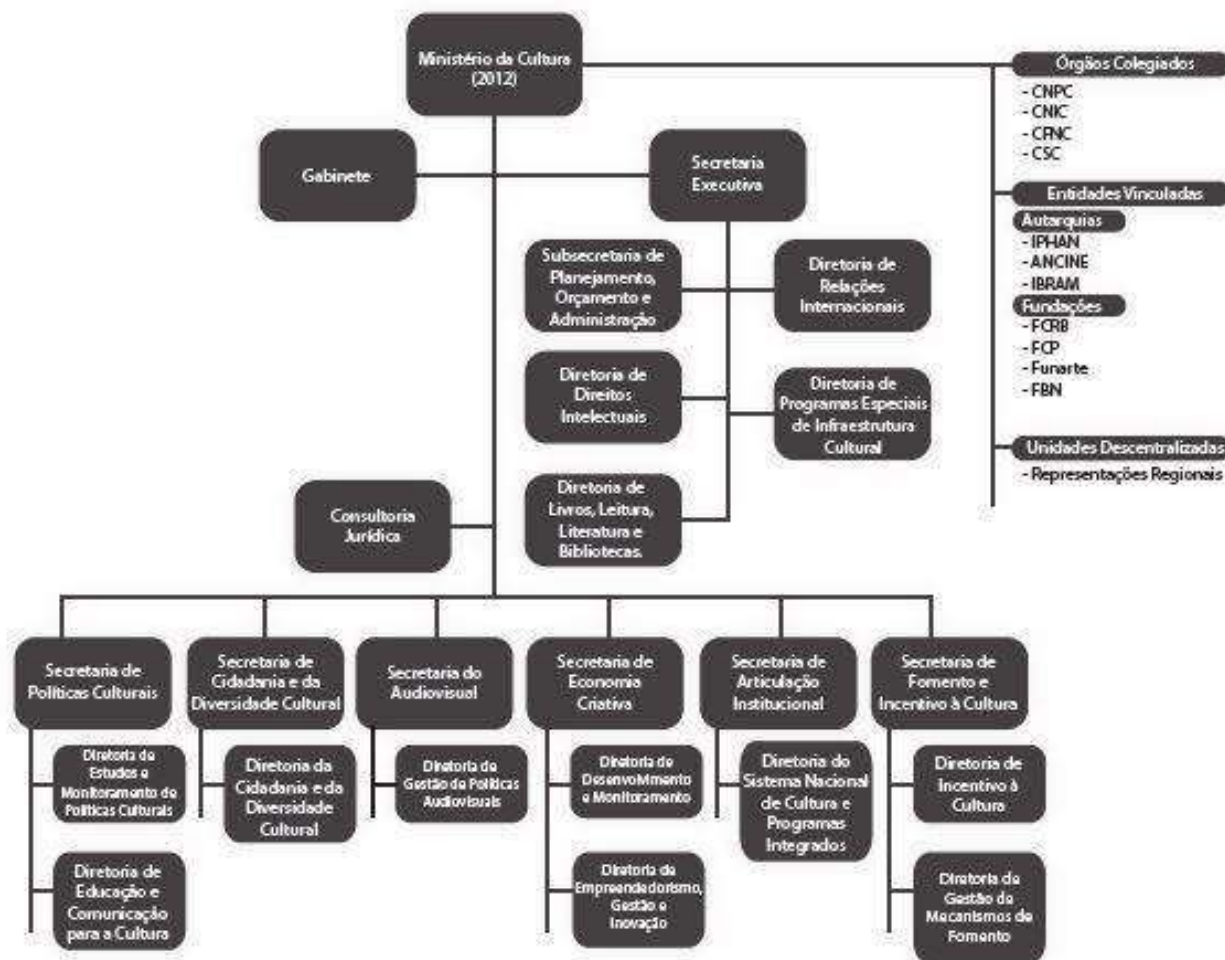 Ministério da Cultura
(2012)
Gabinete
Secretaria
Executiva
Subsecretaria de
Planejamento,
Orçamento e
Administração
Diretoria de
Relações
Internacionais
Diretoria de
Direitos
Intelectuais
Diretoria de
Programas Especiais
de Infraestrutura
Cultural
Diretoria de
Livros, Leitura,
Literatura e
Bibliotecas.
Consultoria
Jurídica
Órgãos Colegiados
- CNPC
- CNIC
- CFNC
- CSC
Entidades Vinculadas
Autarquias
- IPHAN
- ANCINE
- IBRAM
Fundações
- FCRB
- FCP
- Funarte
- FBN
Unidades Descentralizadas
- Representações Regionais
Secretaria de
Políticas Culturais
Diretoria de
Estudos e
Monitoramento de
Políticas Culturais
Diretoria de
Educação e
Comunicação
para a Cultura
Secretaria de
Cidadania e da
Diversidade Cultural
Diretoria da
Cidadania e da
Diversidade
Cultural
Secretaria do
Audiovisual
Diretoria de
Gestão de Políticas
Audiovisuais
Secretaria de
Economia
Criativa
Diretoria de
Desenvolvimento
e Monitoramento
Diretoria de
Empreendedorismo,
Gestão e
Inovação
Secretaria de
Articulação
Institucional
Diretoria do
Sistema Nacional
de Cultura e
Programas
Integrados
Secretaria de
Fomento e
Incentivo à Cultura
Diretoria de
Incentivo à
Cultura
Diretoria de
Gestão de
Mecanismos de
Fomento